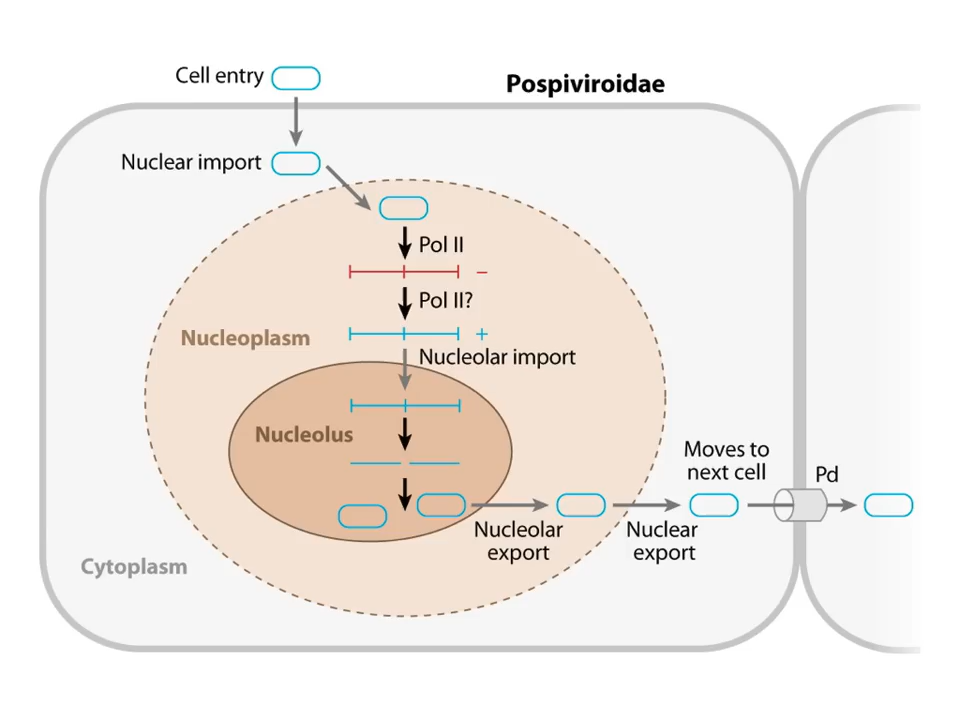 Pospiviroidae
Cell entry
Nuclear import
Pol II
−
Pol II?
+
Nucleoplasm
Nucleolar import
Nucleolus
Moves to
next cell
Pd
Nucleolar
export
Nuclear
export
Cytoplasm